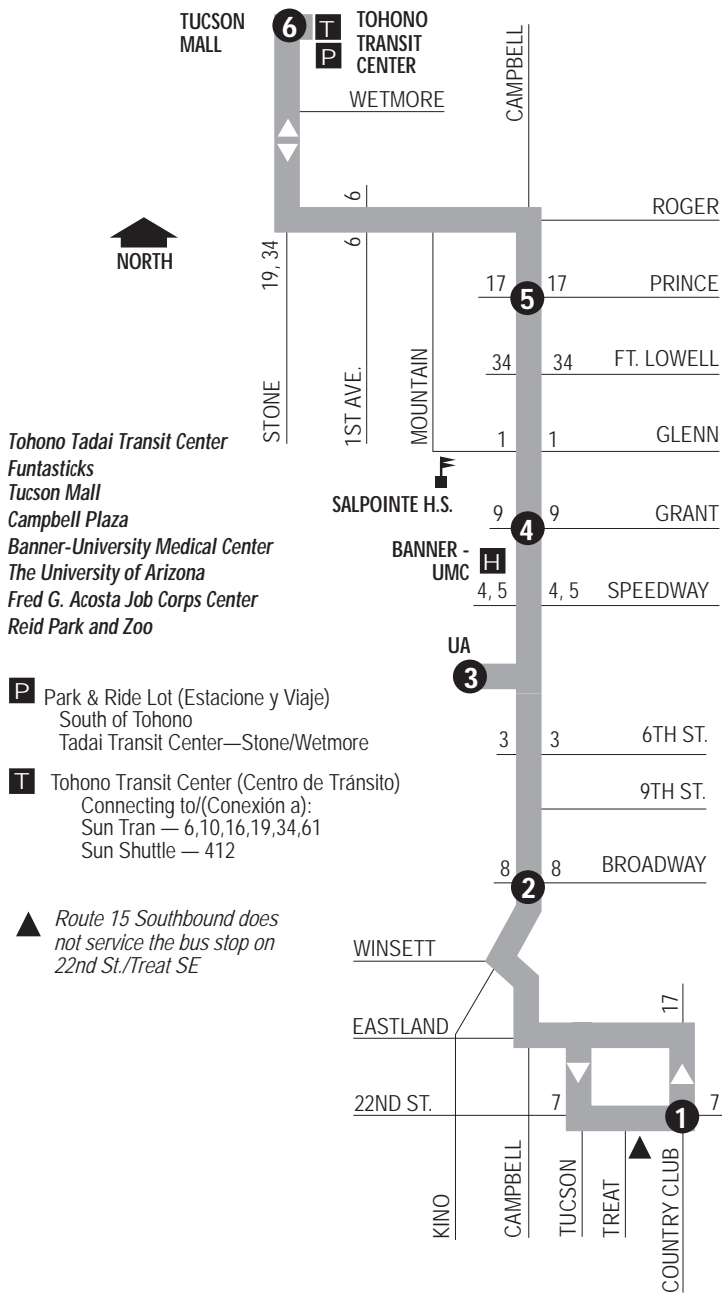 TUCSON
MALL
6
T
P
TOHONO
TRANSIT
CENTER
CAMPBELL
WETMORE
NORTH
6
6
ROGER
19, 34
17
5
17
PRINCE
34
34
FT. LOWELL
STONE
1ST AVE.
MOUNTAIN
1
1
GLENN
SALPOINTE H.S.
9
4
9
GRANT
BANNER -
UMC
H
4, 5
4, 5
SPEEDWAY
UA
3
3
3
6TH ST.
9TH ST.
8
2
8
BROADWAY
WINSETT
EASTLAND
17
22ND ST.
7
1
7
KINO
CAMPBELL
TUCSON
TREAT
COUNTRY CLUB
Tohono Tadai Transit Center
Funtasticks
Tucson Mall
Campbell Plaza
Banner-University Medical Center
The University of Arizona
Fred G. Acosta Job Corps Center
Reid Park and Zoo
P Park & Ride Lot (Estacione y Viaje)
South of Tohono
Tadai Transit Center—Stone/Wetmore
T Tohono Transit Center (Centro de Tránsito)
Connecting to/(Conexión a):
Sun Tran — 6,10,16,19,34,61
Sun Shuttle — 412
Route 15 Southbound does
not service the bus stop on
22nd St./Treat SE